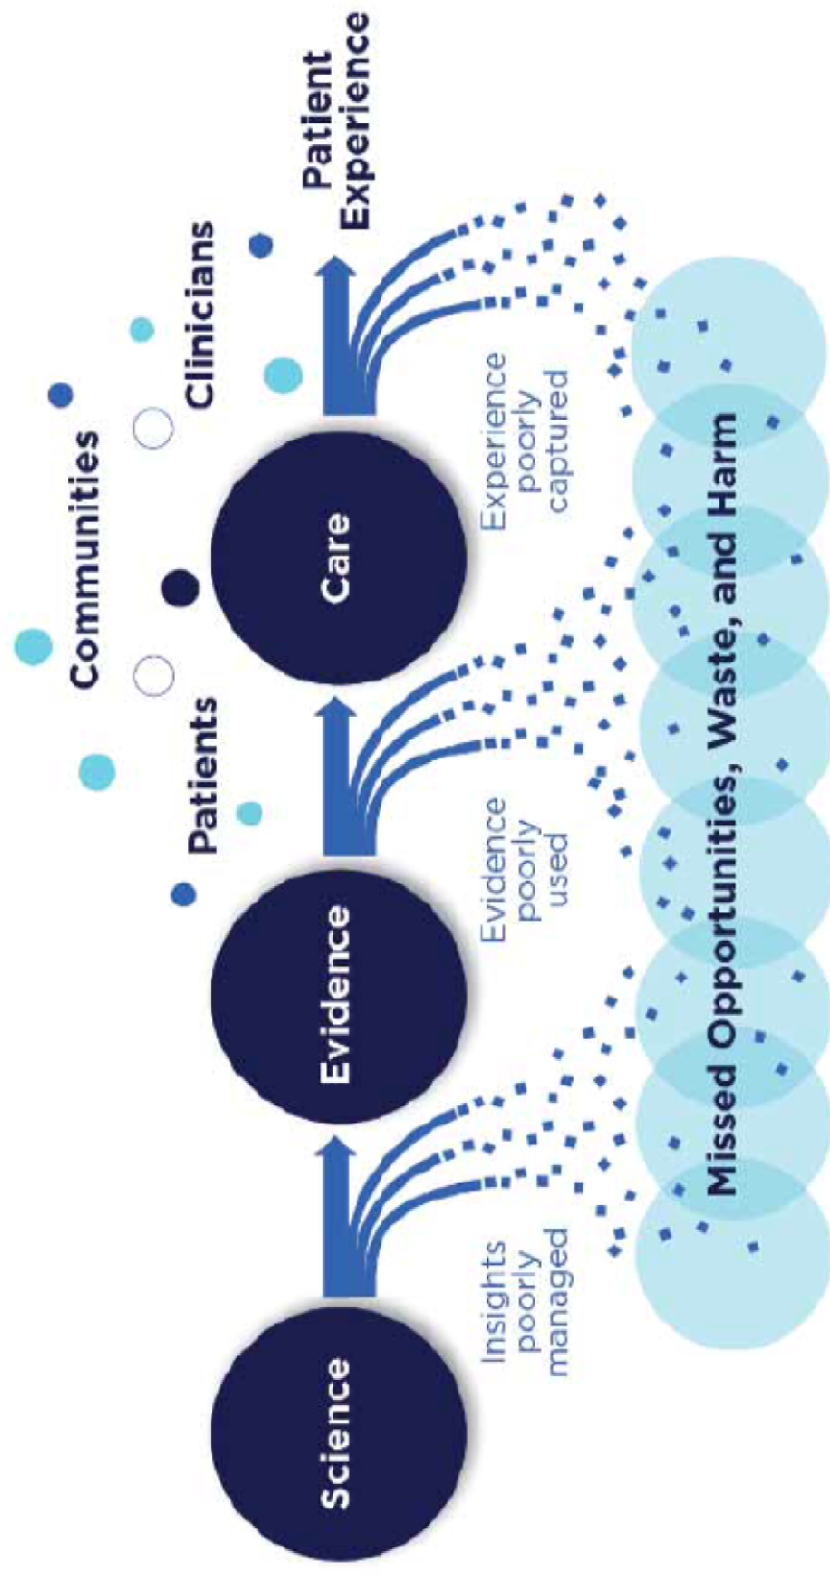 Communities
Patients
Clinicians
Science
Evidence
Care
Patient
Experience
Insights
poorly
managed
Evidence
poorly
used
Experience
poorly
captured
Missed Opportunities, Waste, and Harm